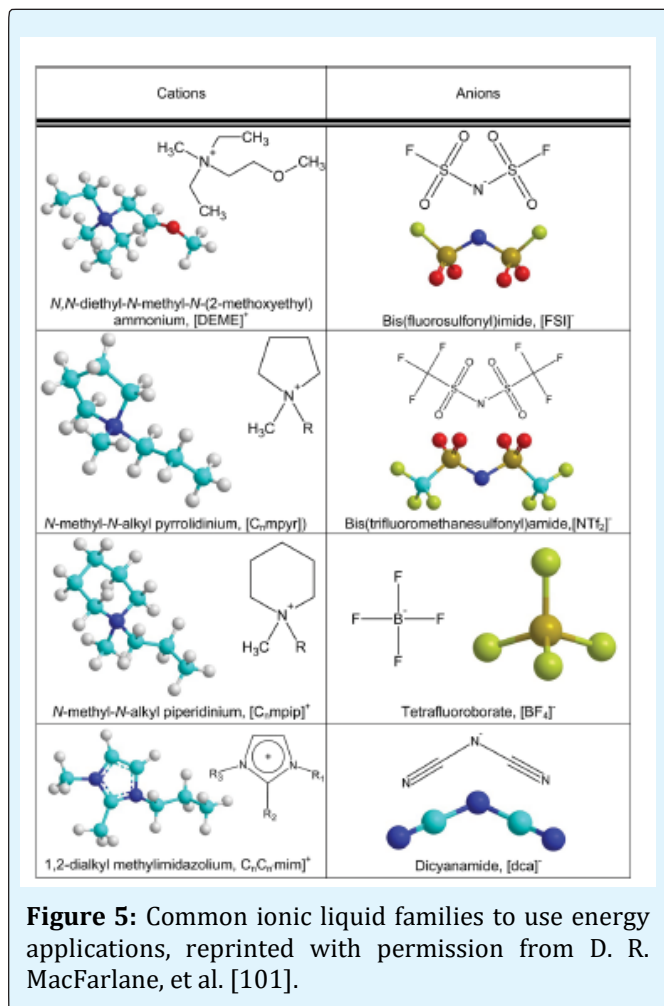 Cations
Anions
CH₃
H₃C
N⁺
O
CH₃
CH₃
N,N-diethyl-N-methyl-N-(2-methoxyethyl)
ammonium, [DEME]⁺
O
O
F
S
S
F
N⁻
O
O
Bis(fluorosulfonyl)imide, [FSI]⁻
N⁺
H₃C
R
N-methyl-N-alkyl pyrrolidinium, [Cₙmpyr])
F
O
O
F
F
S
S
F
F
N⁻
F
O
O
Bis(trifluoromethanesulfonyl)amide,[NTf₂]⁻
N⁺
H₃C
R
N-methyl-N-alkyl piperidinium, [Cₙmpip]⁺
F
F
B⁻
F
F
Tetrafluoroborate, [BF₄]⁻
R₃
N
+
N
R₁
R₂
1,2-dialkyl methylimidazolium, CₙCₙ·mim]⁺
N⁻
N
N
Dicyanamide, [dca]⁻
Figure 5: Common ionic liquid families to use energy
applications, reprinted with permission from D. R.
MacFarlane, et al. [101].